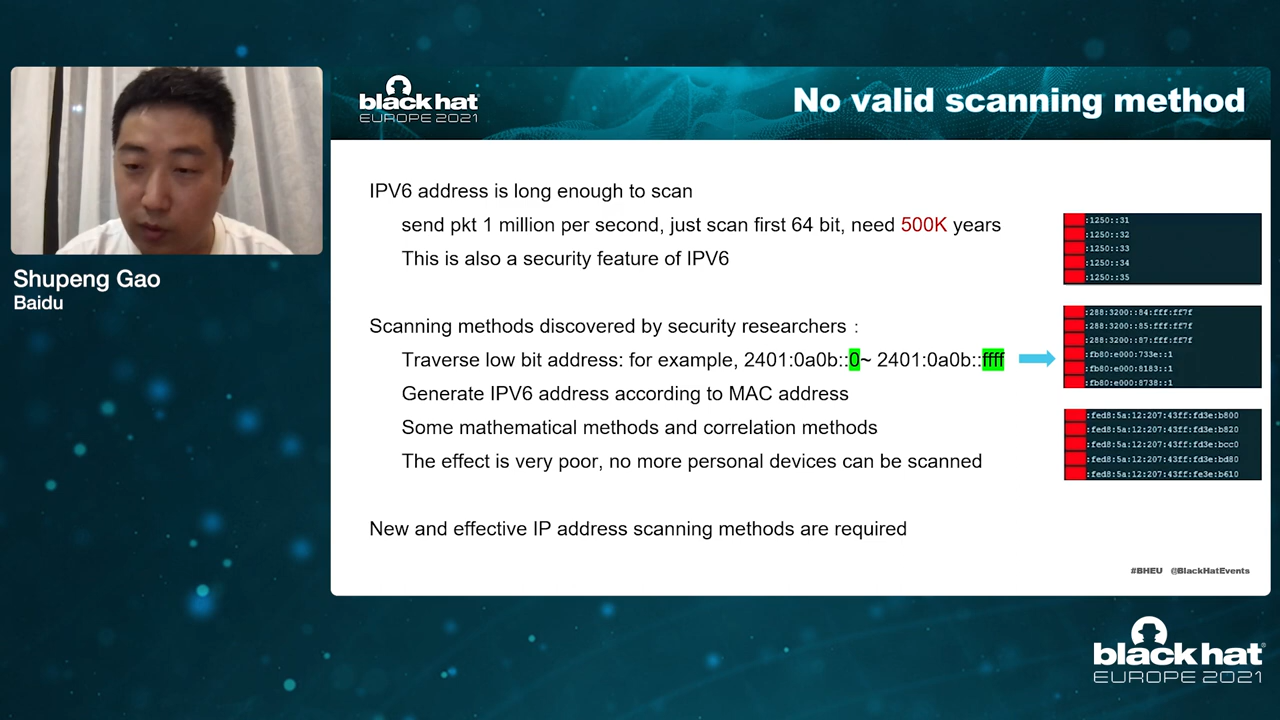 black hat
EUROPE 2021
No valid scanning method
Shupeng Gao
Baidu
IPV6 address is long enough to scan
send pkt 1 million per second, just scan first 64 bit, need 500K years
This is also a security feature of IPV6
Scanning methods discovered by security researchers：
Traverse low bit address: for example, 2401:0a0b::0~ 2401:0a0b::ffff
Generate IPV6 address according to MAC address
Some mathematical methods and correlation methods
The effect is very poor, no more personal devices can be scanned
New and effective IP address scanning methods are required
:1250::31
:1250::32
:1250::33
:1250::34
:1250::35
:288:3200::84:fff:ff7f
:288:3200::85:fff:ff7f
:288:3200::87:fff:ff7f
:fb80:e000:733e::1
:fb80:e000:8183::1
:fb80:e000:8738::1
:fed8:5a:12:207:43ff:fd3e:b800
:fed8:5a:12:207:43ff:fd3e:b820
:fed8:5a:12:207:43ff:fd3e:bcc0
:fed8:5a:12:207:43ff:fd3e:bd80
:fed8:5a:12:207:43ff:fe3e:b610
#BHEU @BlackHatEvents
black hat
EUROPE 2021